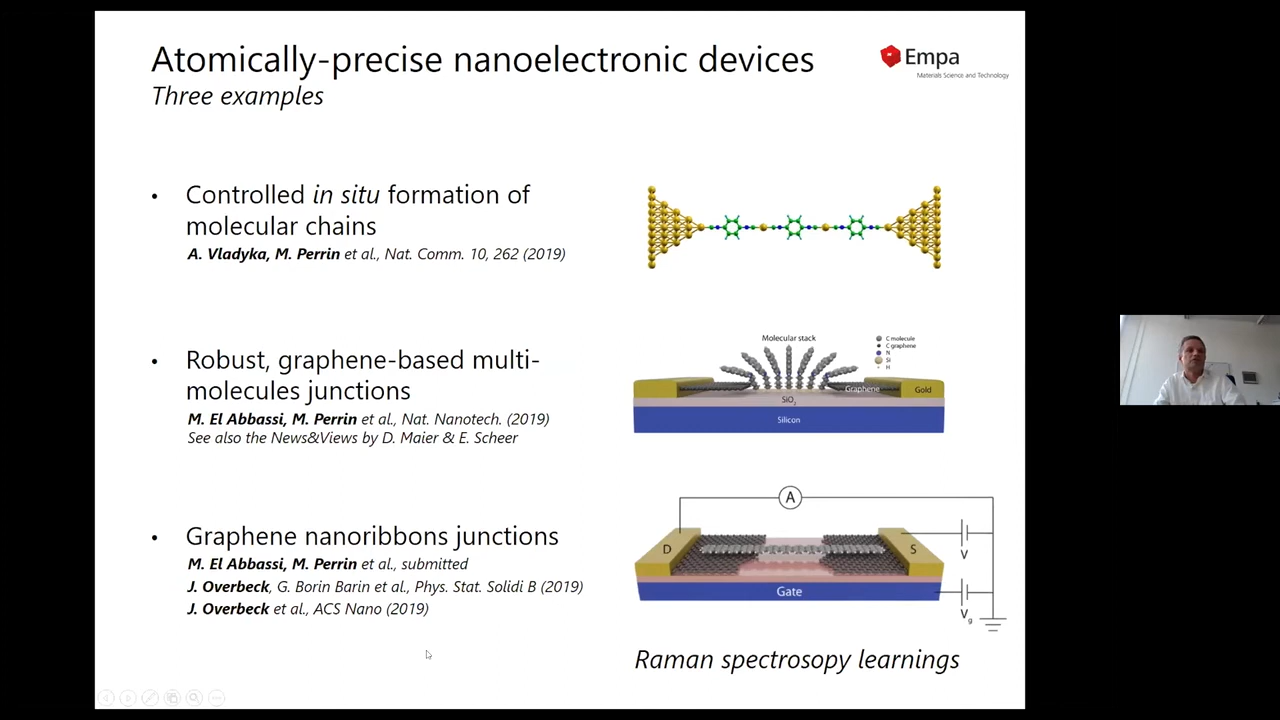 Atomically-precise nanoelectronic devices
Three examples
Empa
Materials Science and Technology
• Controlled in situ formation of
molecular chains
A. Vladyka, M. Perrin et al., Nat. Comm. 10, 262 (2019)
• Robust, graphene-based multi-
molecules junctions
M. El Abbassi, M. Perrin et al., Nat. Nanotech. (2019)
See also the News&Views by D. Maier & E. Scheer
Molecular stack
C molecule
C graphene
N
Si
H
Graphene
Gold
SiO2
Silicon
• Graphene nanoribbons junctions
M. El Abbassi, M. Perrin et al., submitted
J. Overbeck, G. Borin Barin et al., Phys. Stat. Solidi B (2019)
J. Overbeck et al., ACS Nano (2019)
A
D
S
V
Gate
Vg
Raman spectrosopy learnings